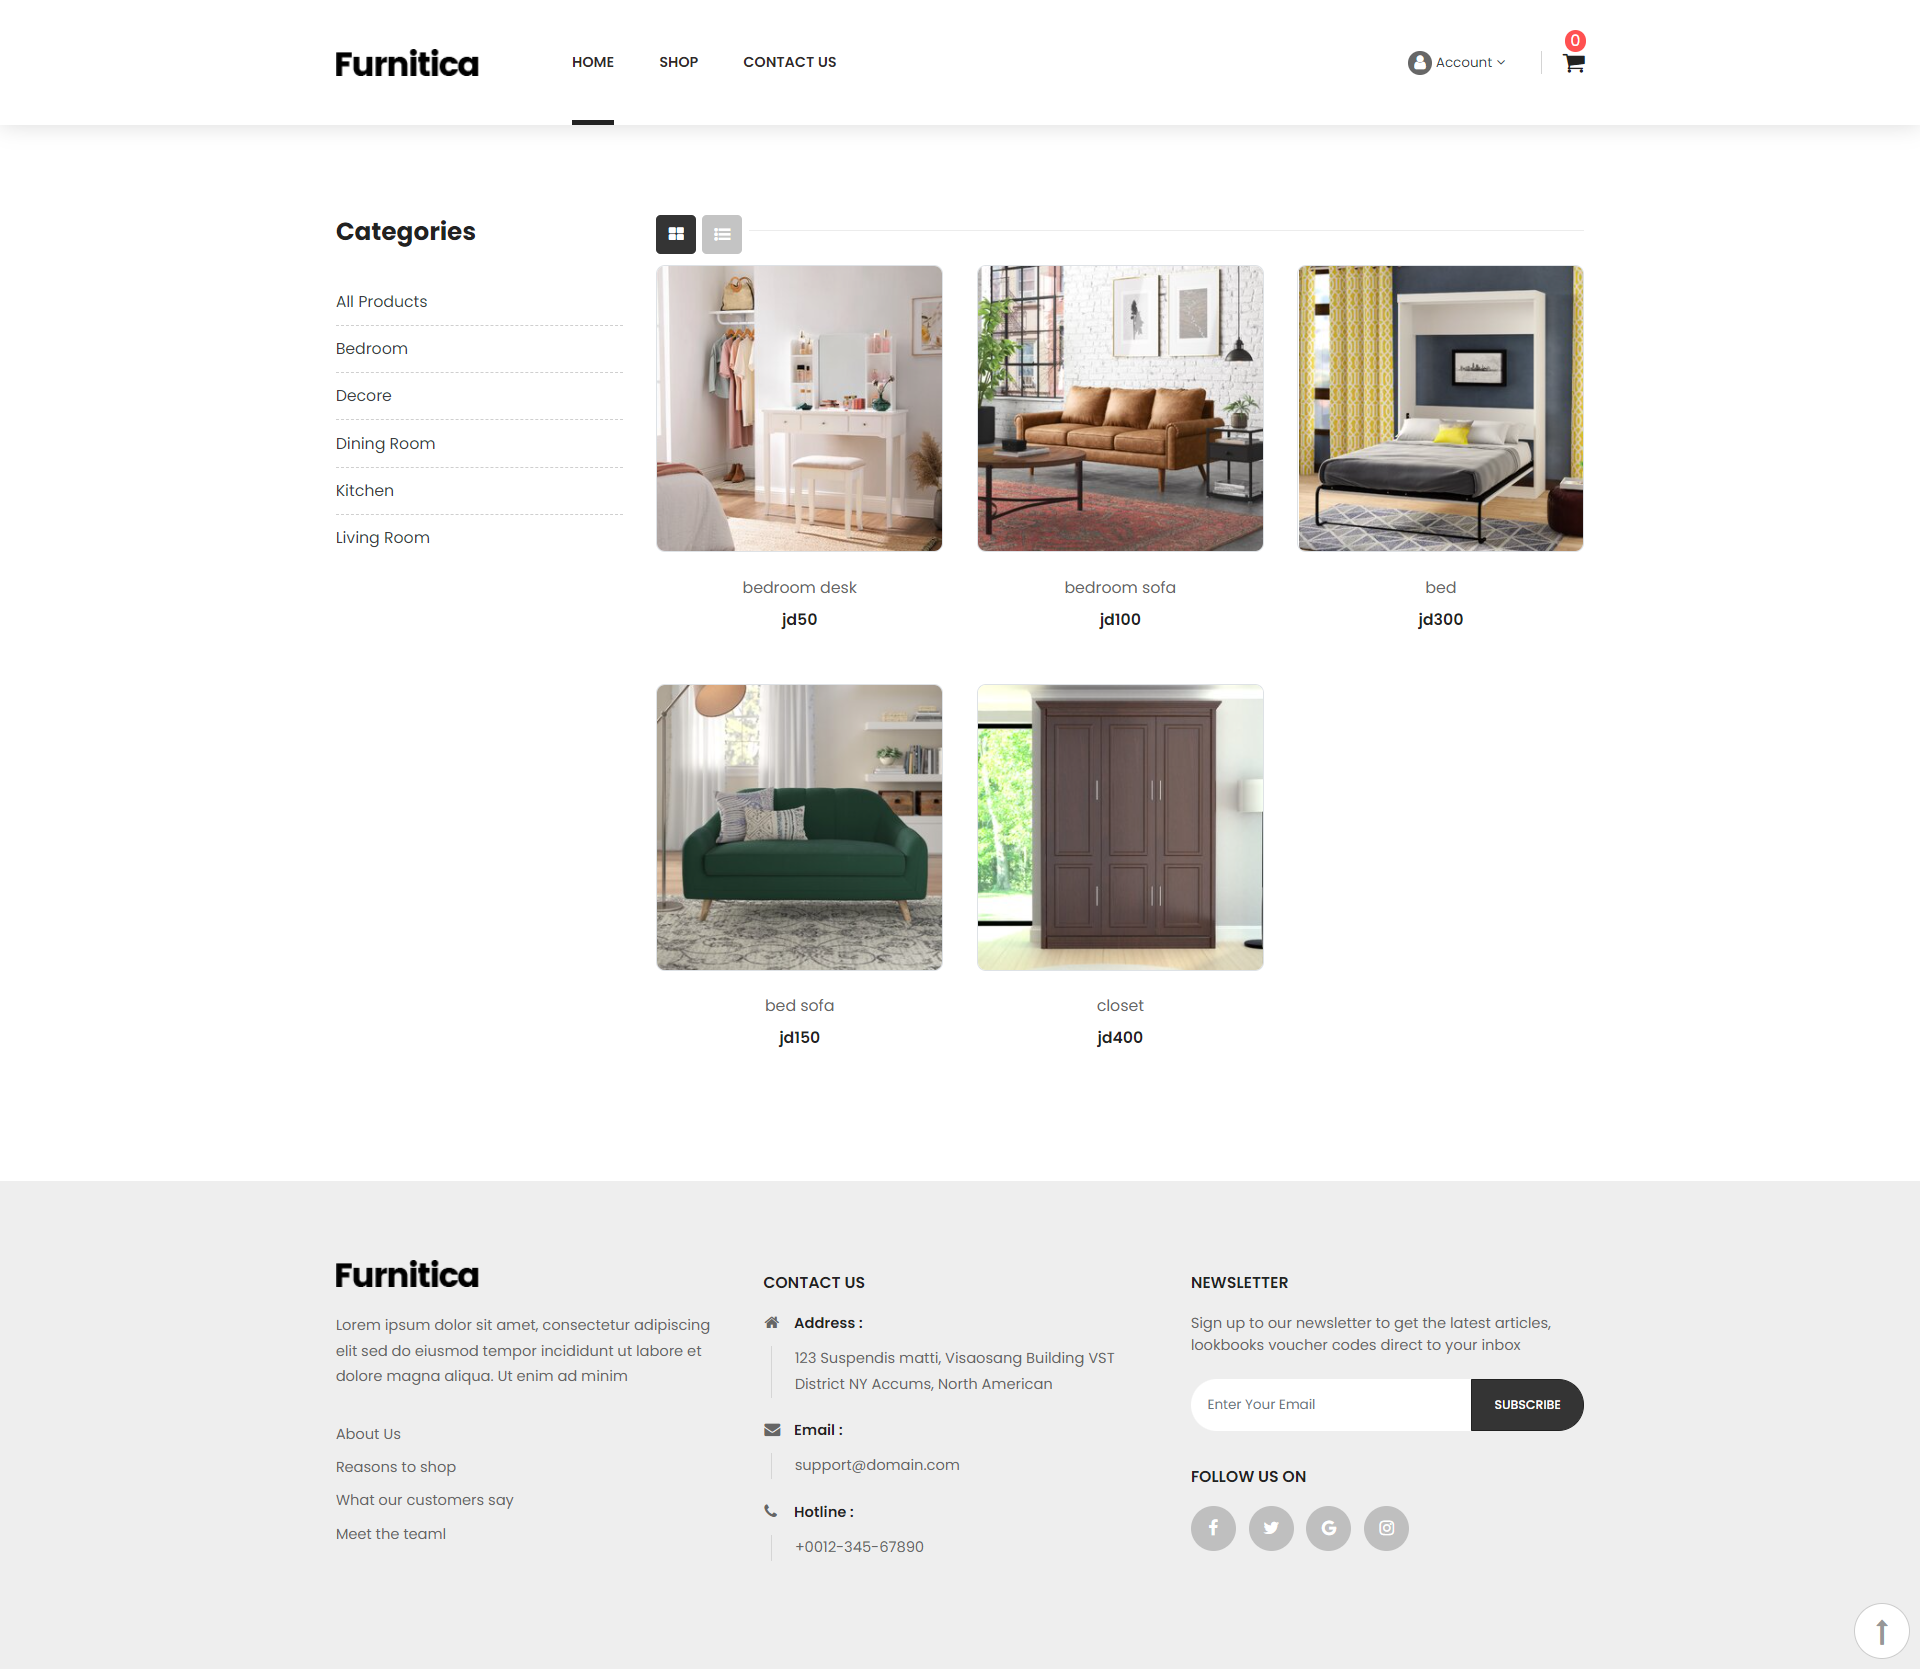 Furnitica
HOME
SHOP
CONTACT US
Account
0
Categories
All Products
Bedroom
Decore
Dining Room
Kitchen
Living Room
bedroom desk
jd50
bedroom sofa
jd100
bed
jd300
bed sofa
jd150
closet
jd400
Furnitica
Lorem ipsum dolor sit amet, consectetur adipiscing
elit sed do eiusmod tempor incididunt ut labore et
dolore magna aliqua. Ut enim ad minim
About Us
Reasons to shop
What our customers say
Meet the teaml
CONTACT US
Address :
123 Suspendis matti, Visaosang Building VST
District NY Accums, North American
Email :
support@domain.com
Hotline :
+0012-345-67890
NEWSLETTER
Sign up to our newsletter to get the latest articles,
lookbooks voucher codes direct to your inbox
Enter Your Email
SUBSCRIBE
FOLLOW US ON